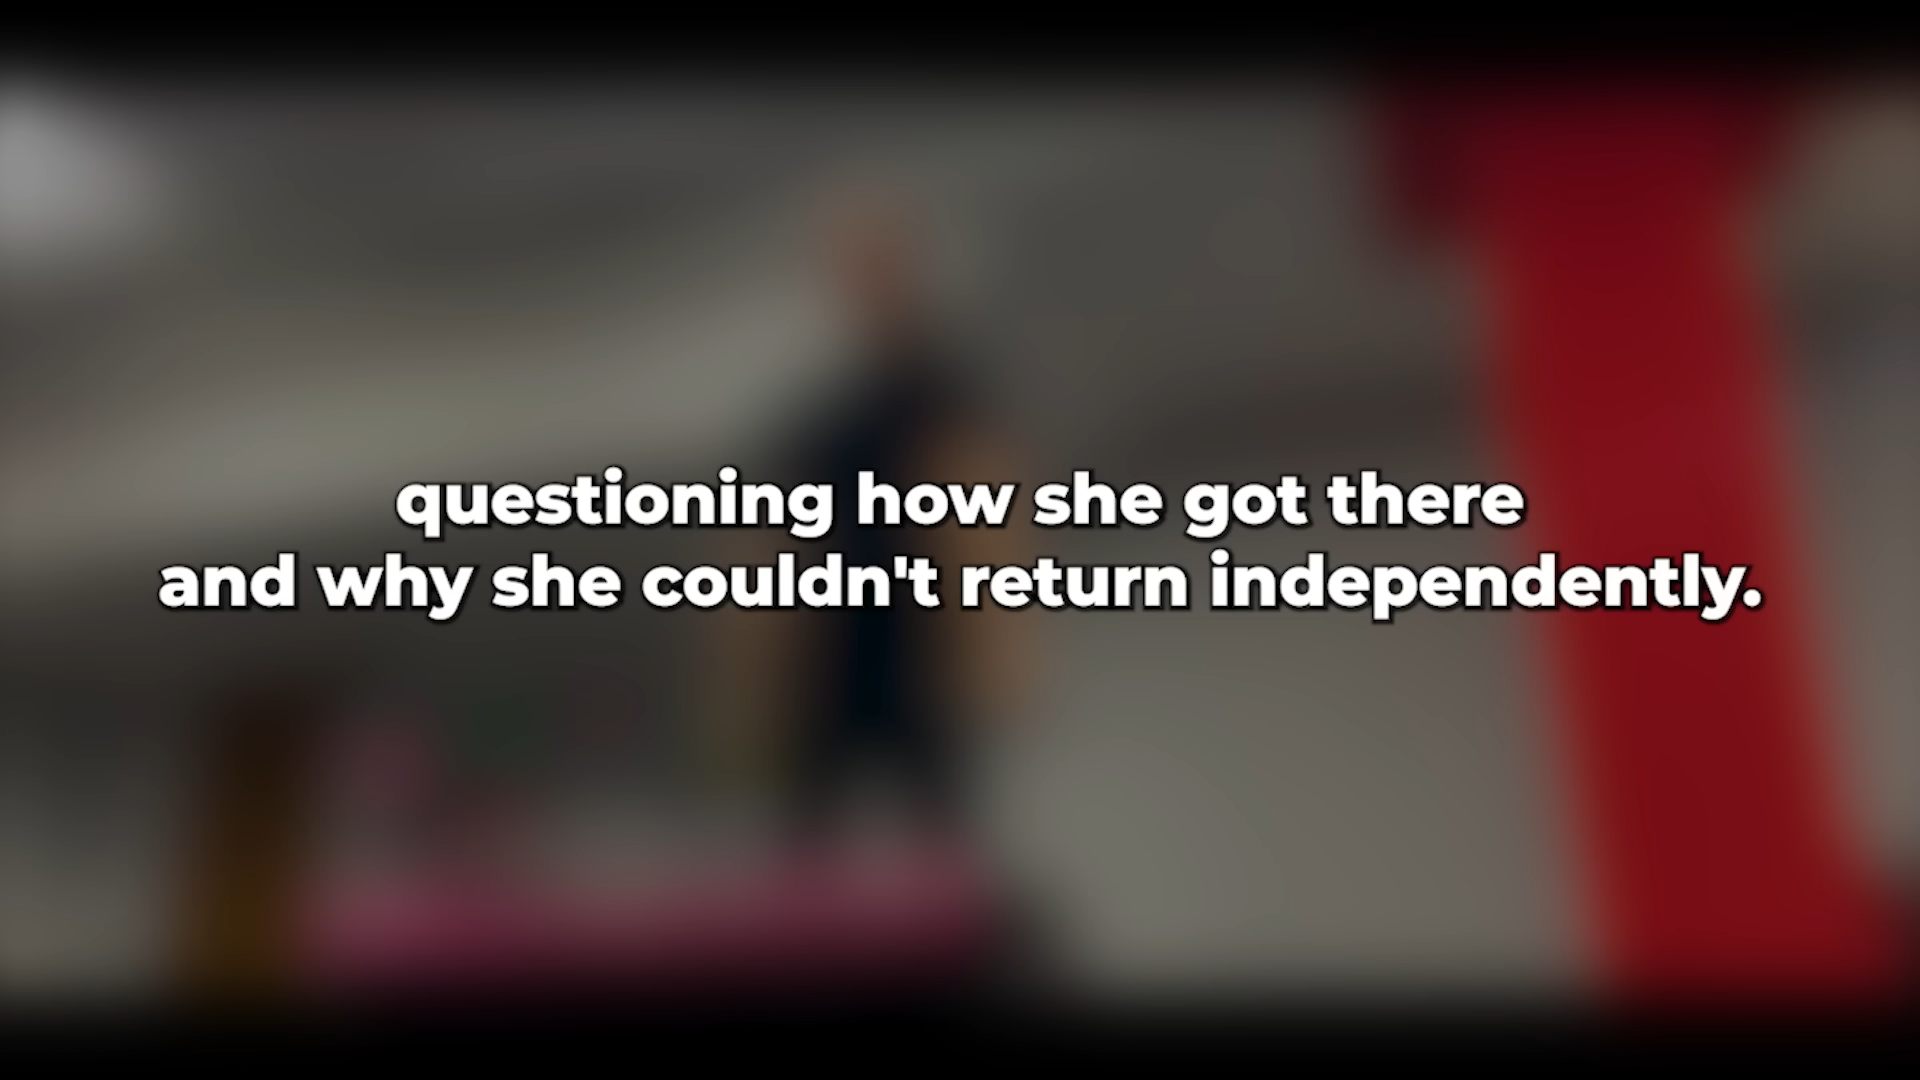 questioning how she got there
and why she couldn't return independently.